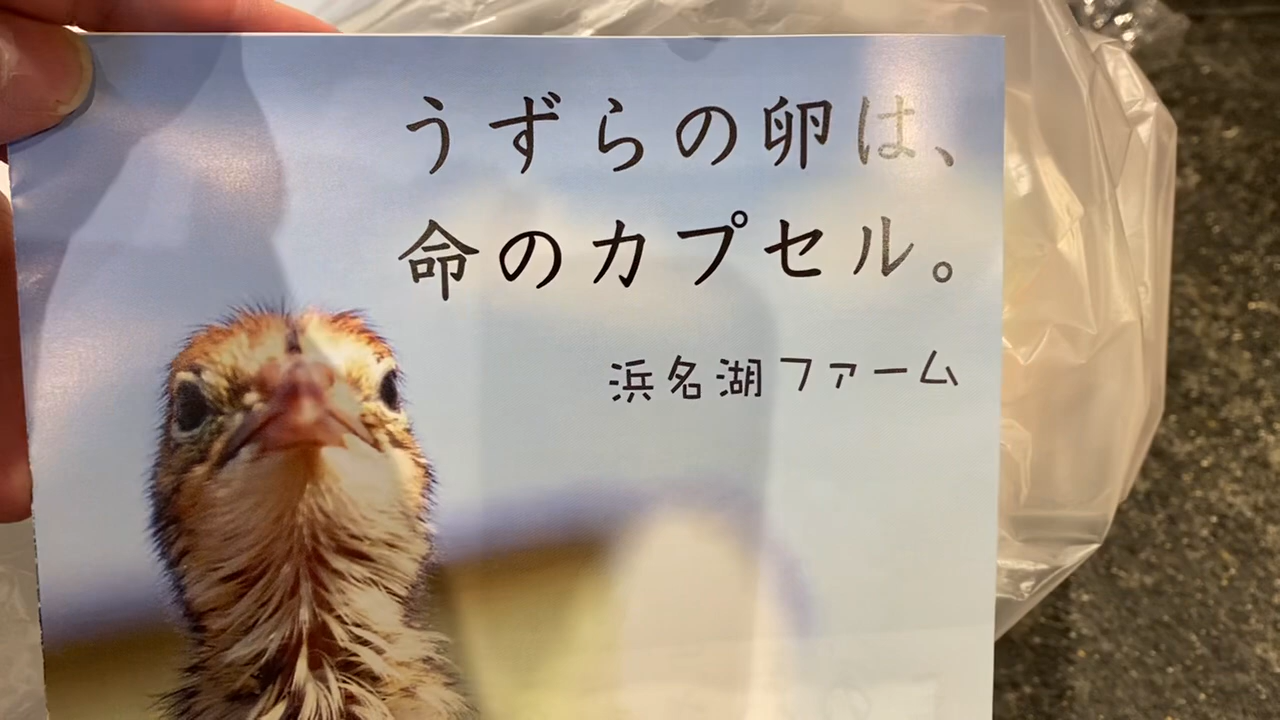 うずらの卵は、
命のカプセル。
浜名湖ファーム